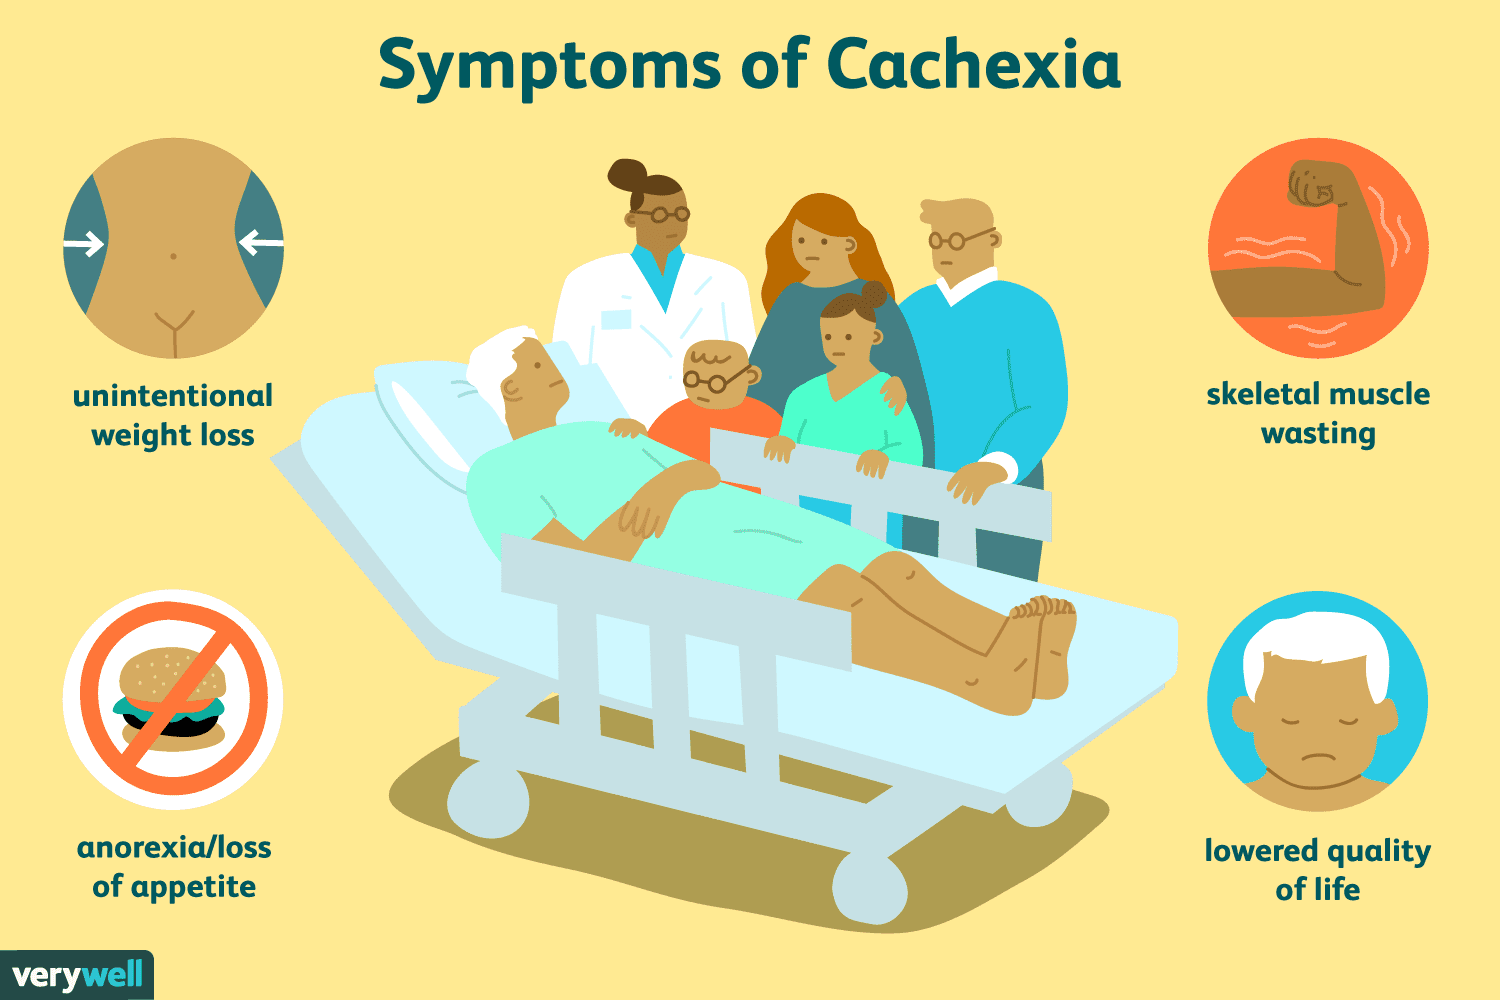 Symptoms of Cachexia
unintentional
weight loss
skeletal muscle
wasting
anorexia/loss
of appetite
lowered quality
of life
verywell